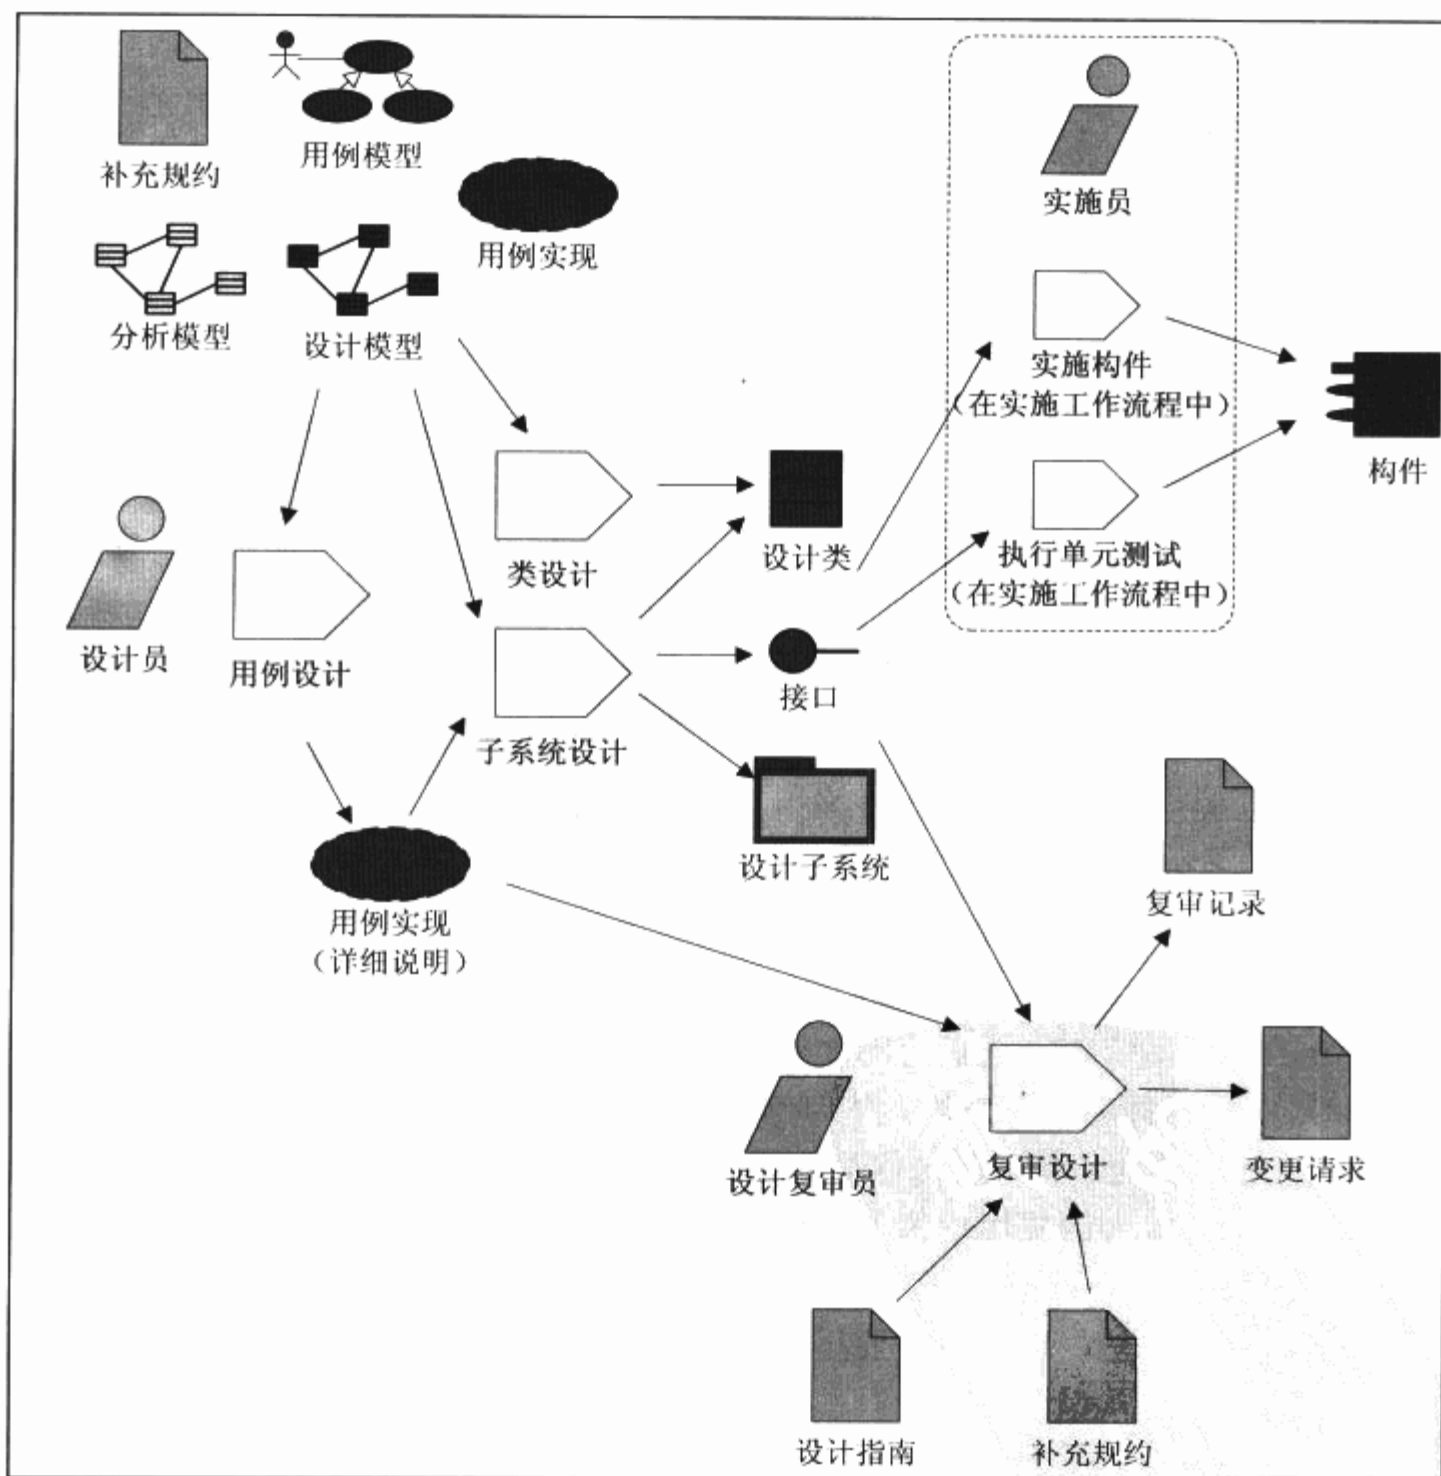 补充规约
用例模型
用例实现
分析模型
设计模型
实施员
实施构件
(在实施工作流程中)
构件
类设计
设计类
执行单元测试
(在实施工作流程中)
设计员
用例设计
子系统设计
接口
设计子系统
用例实现
(详细说明)
复审记录
设计复审员
复审设计
变更请求
设计指南
补充规约